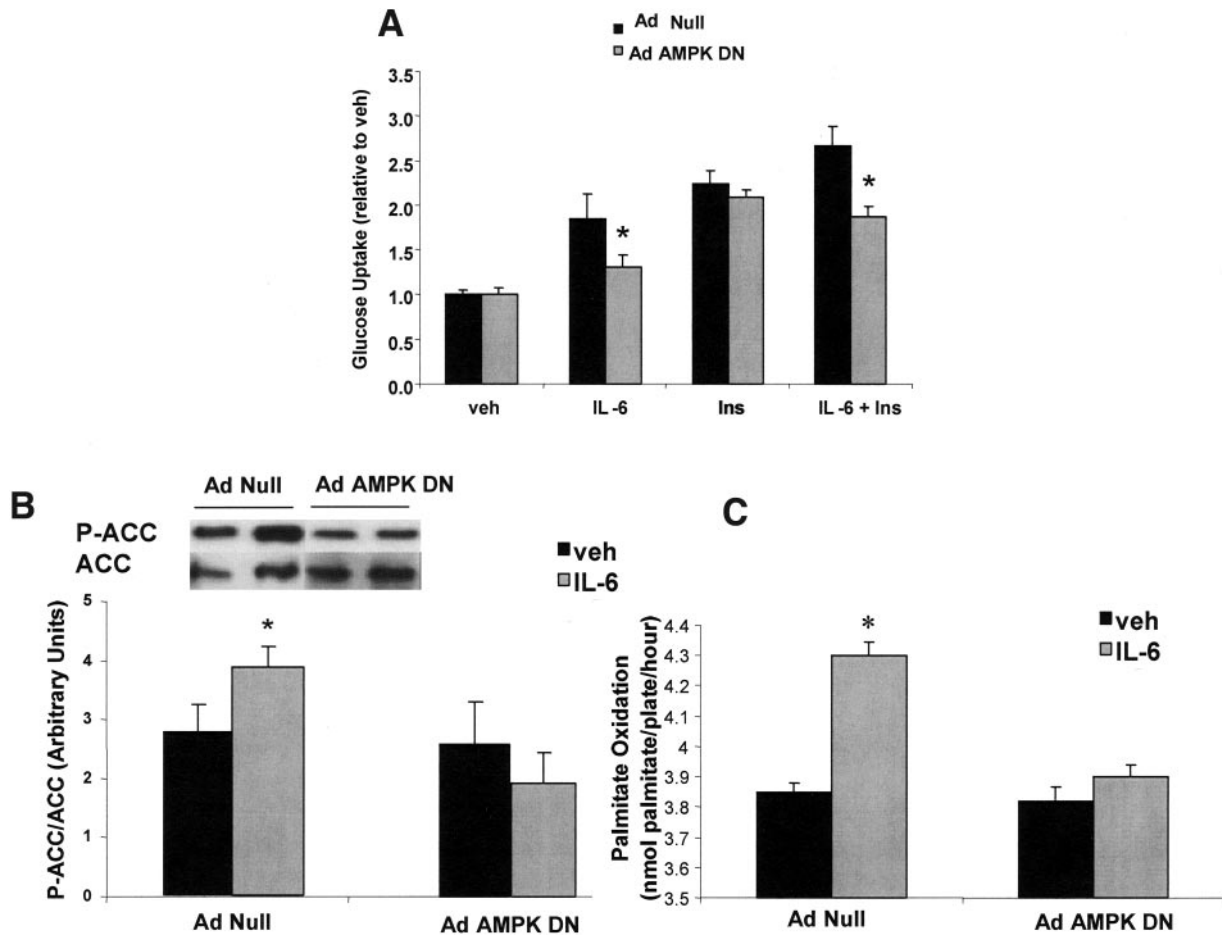 A
Ad Null
Ad AMPK DN
Glucose Uptake (relative to veh)
3.5
3.0
2.5
2.0
1.5
1.0
0.5
0.0
*
*
veh IL-6 Ins IL-6 + Ins
B
Ad Null Ad AMPK DN
P-ACC
ACC
veh
IL-6
P-ACC/ACC (Arbitrary Units)
5
4
3
2
1
0
*
Ad Null Ad AMPK DN
C
veh
IL-6
Palmitate Oxidation
(nmol palmitate/plate/hour)
4.4
4.3
4.2
4.1
4
3.9
3.8
3.7
3.6
3.5
*
Ad Null Ad AMPK DN